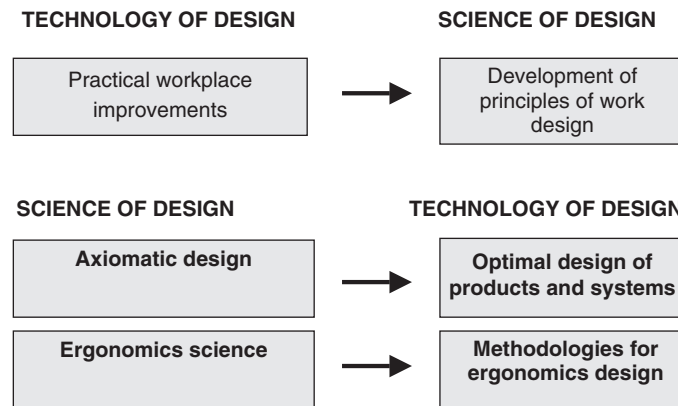 TECHNOLOGY OF DESIGN
SCIENCE OF DESIGN
Practical workplace
improvements
Development of
principles of work
design
SCIENCE OF DESIGN
TECHNOLOGY OF DESIGN
Axiomatic design
Optimal design of
products and systems
Ergonomics science
Methodologies for
ergonomics design